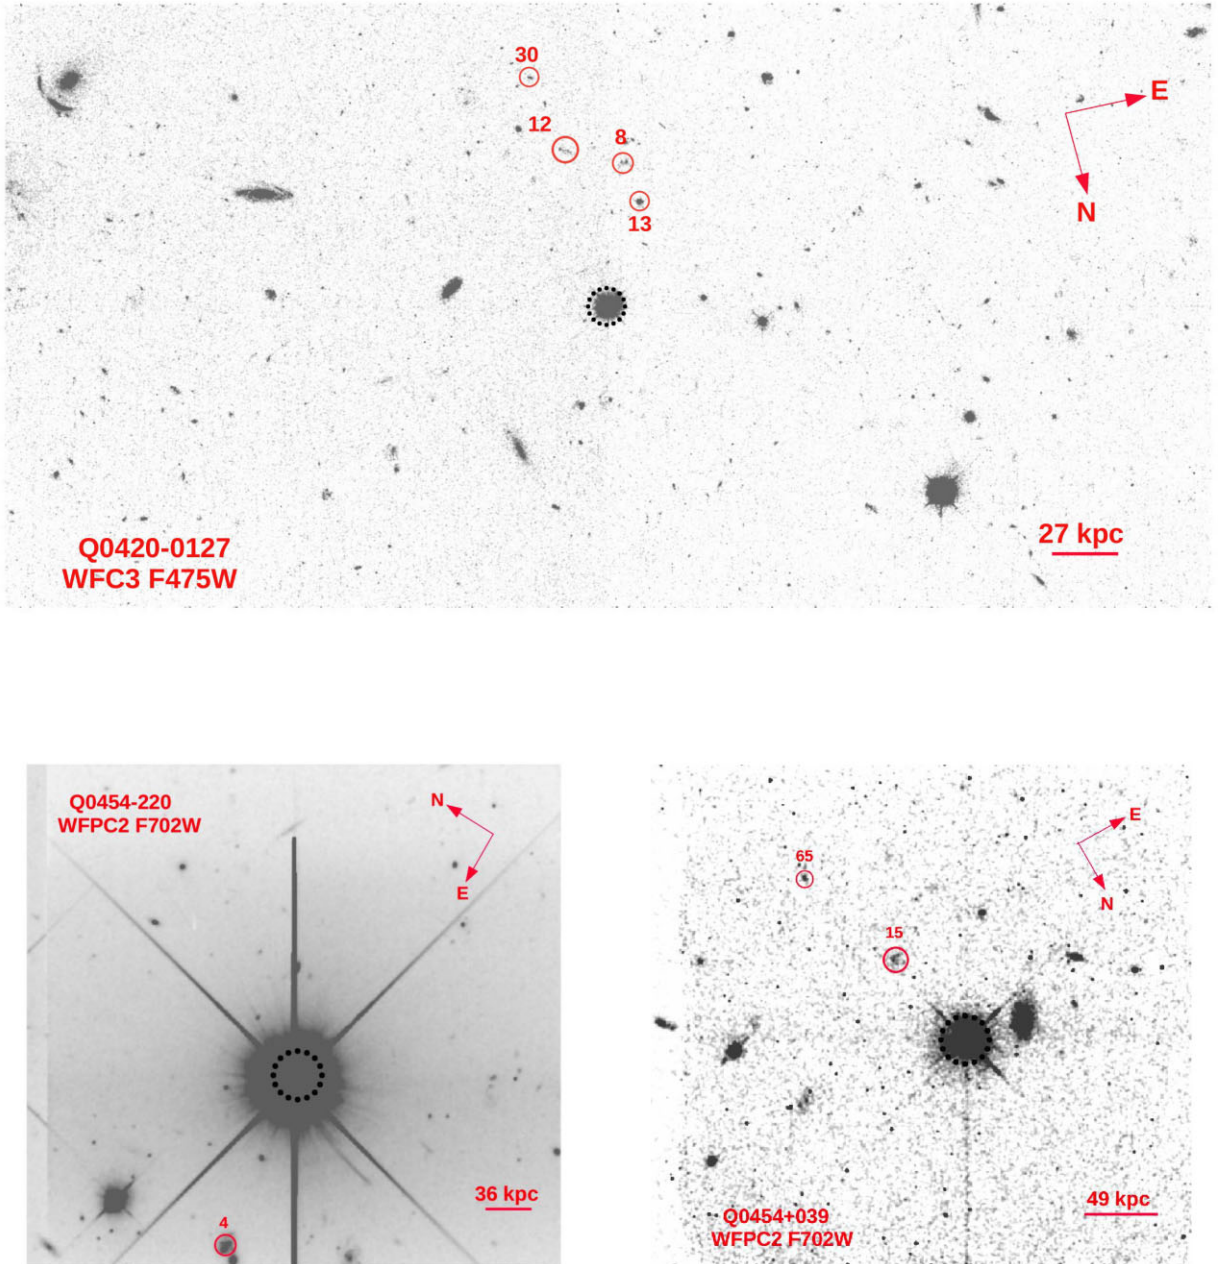 30
12
8
13
E
N
27 kpc
Q0420-0127
WFC3 F475W
Q0454-220
WFPC2 F702W
N
E
4
36 kpc
65
15
E
N
49 kpc
Q0454+039
WFPC2 F702W